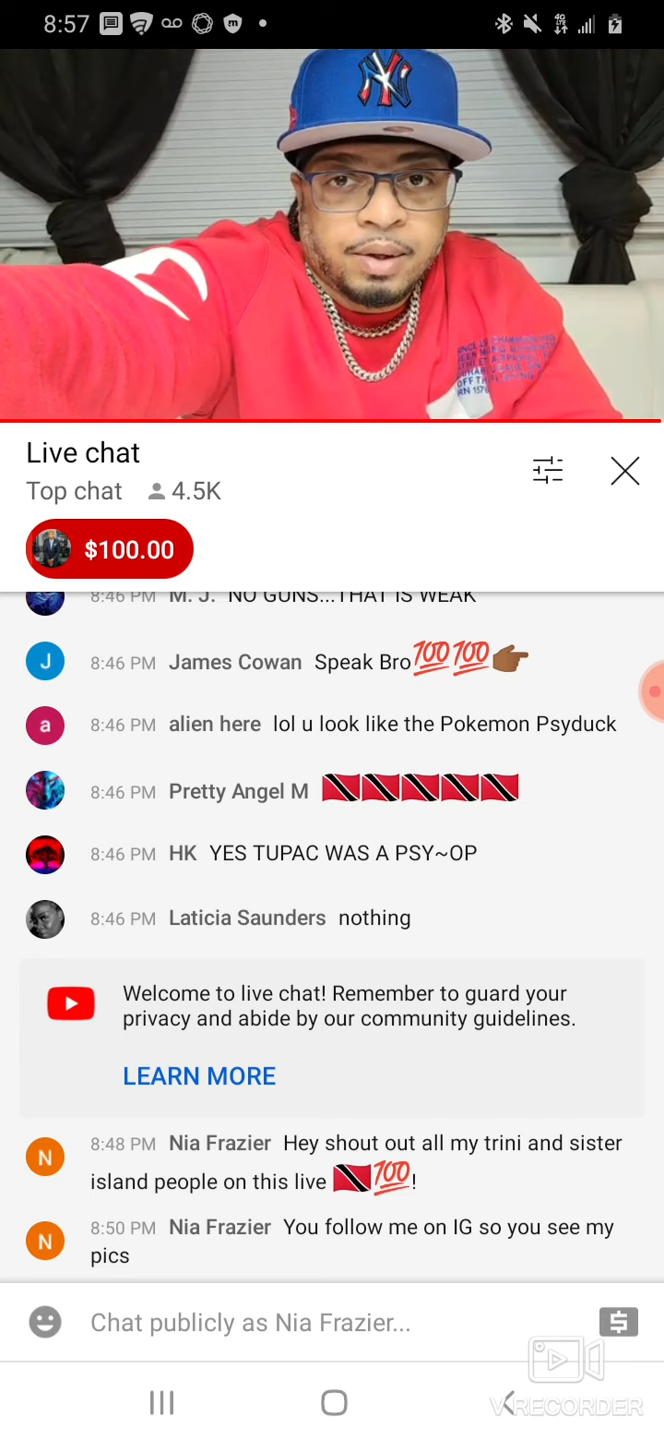 8:57
4G
LTE
NY
Live chat
Top chat 4.5K
$100.00
8:46 PM M. J. NO GUNS...THAT IS WEAK
J 8:46 PM James Cowan Speak Bro💯💯👉🏾
a 8:46 PM alien here lol u look like the Pokemon Psyduck
8:46 PM Pretty Angel M 🇹🇹🇹🇹🇹🇹🇹🇹🇹🇹
8:46 PM HK YES TUPAC WAS A PSY~OP
8:46 PM Laticia Saunders nothing
Welcome to live chat! Remember to guard your
privacy and abide by our community guidelines.
LEARN MORE
N 8:48 PM Nia Frazier Hey shout out all my trini and sister
island people on this live 🇹🇹💯!
N 8:50 PM Nia Frazier You follow me on IG so you see my
pics
Chat publicly as Nia Frazier...
V RECORDER